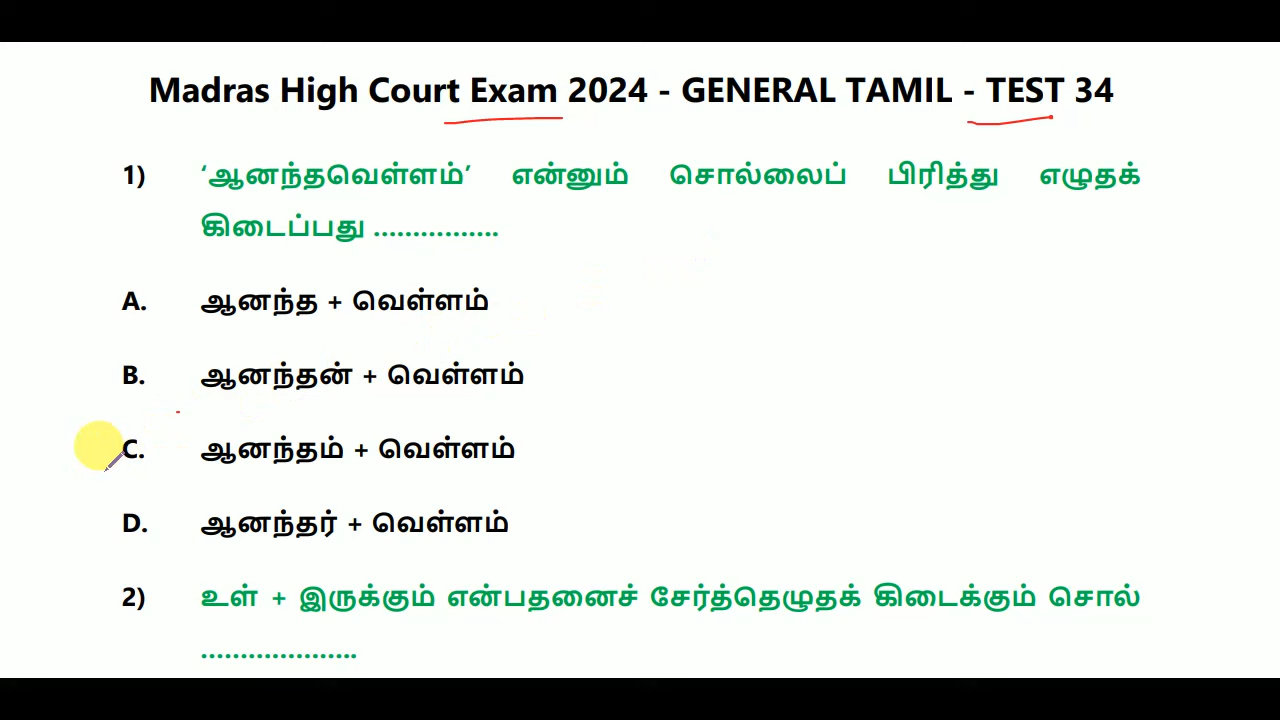 Madras High Court Exam 2024 - GENERAL TAMIL - TEST 34
1) ‘ஆனந்தவெள்ளம்’ என்னும் சொல்லைப் பிரித்து எழுதக்
கிடைப்பது ................
A. ஆனந்த + வெள்ளம்
B. ஆனந்தன் + வெள்ளம்
C. ஆனந்தம் + வெள்ளம்
D. ஆனந்தர் + வெள்ளம்
2) உள் + இருக்கும் என்பதனைச் சேர்த்தெழுதக் கிடைக்கும் சொல்
....................